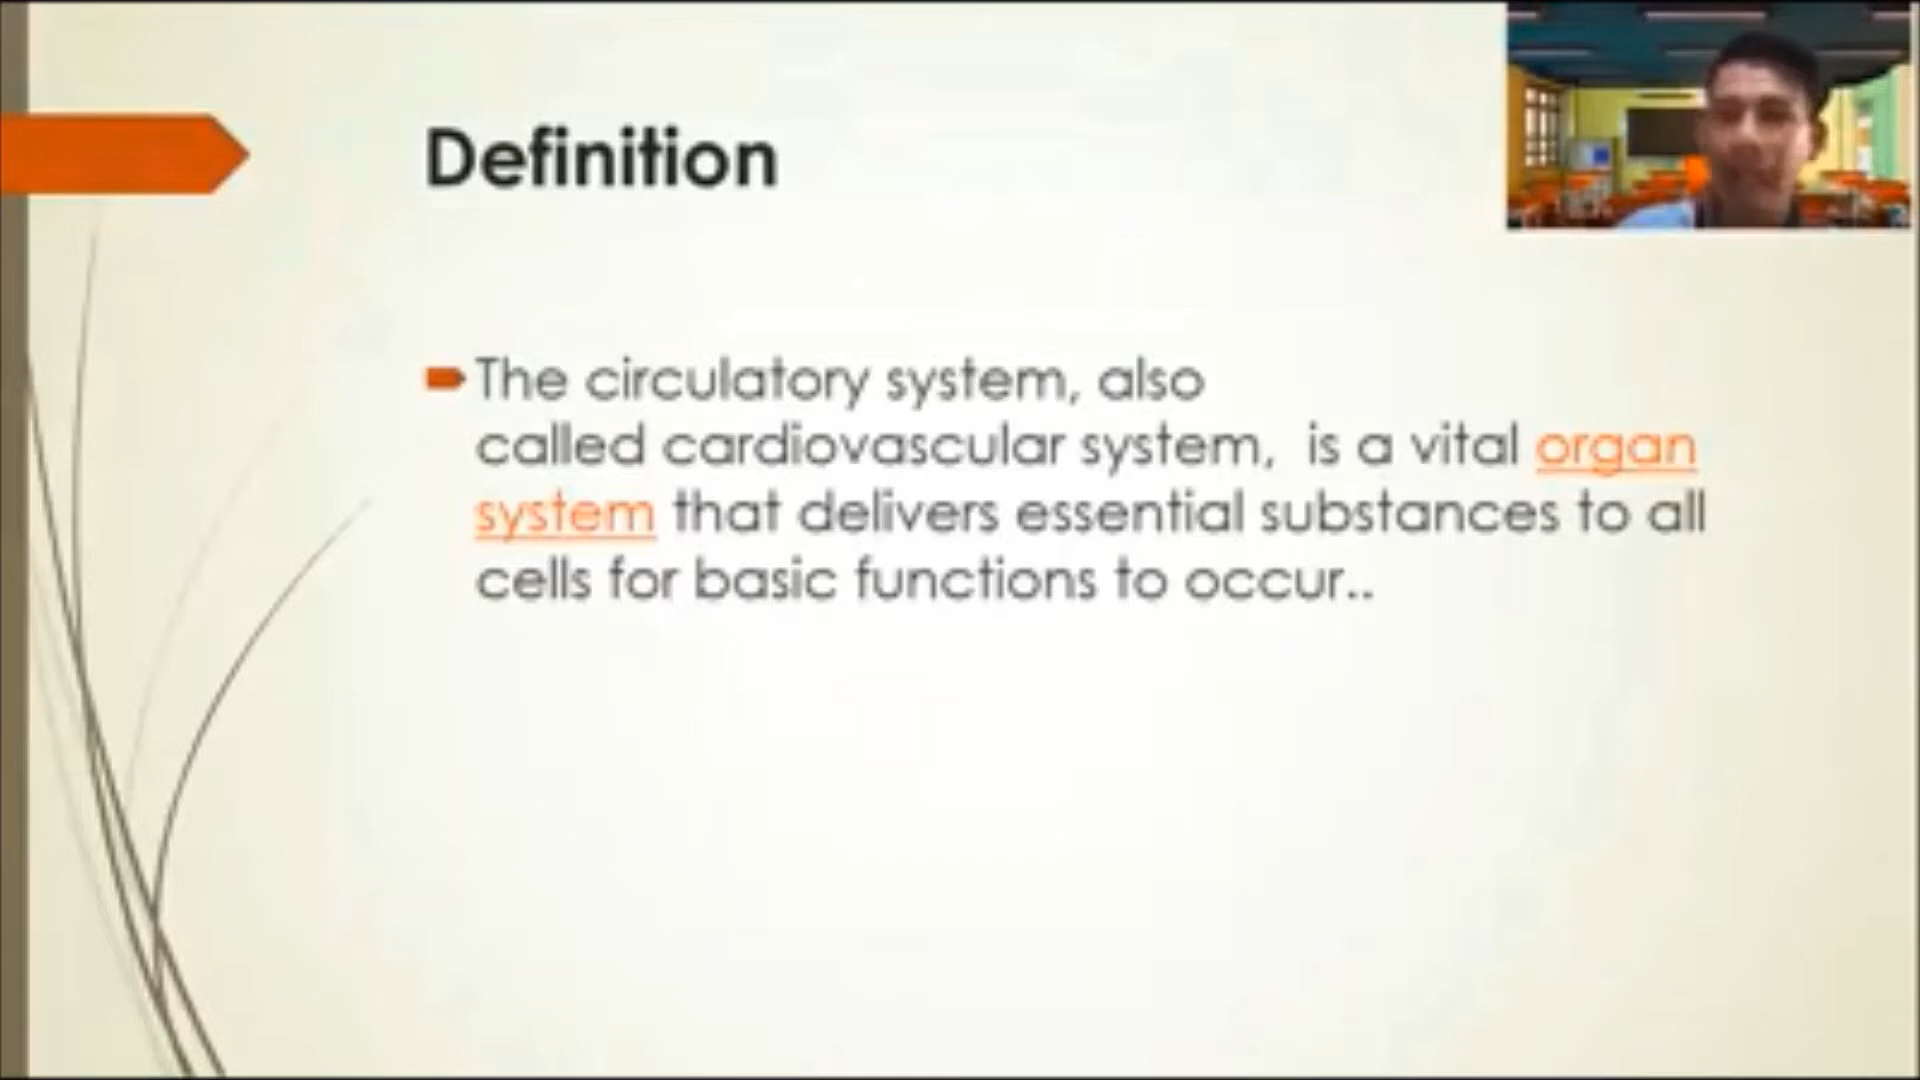 Definition
The circulatory system, also
called cardiovascular system, is a vital organ
system that delivers essential substances to all
cells for basic functions to occur..